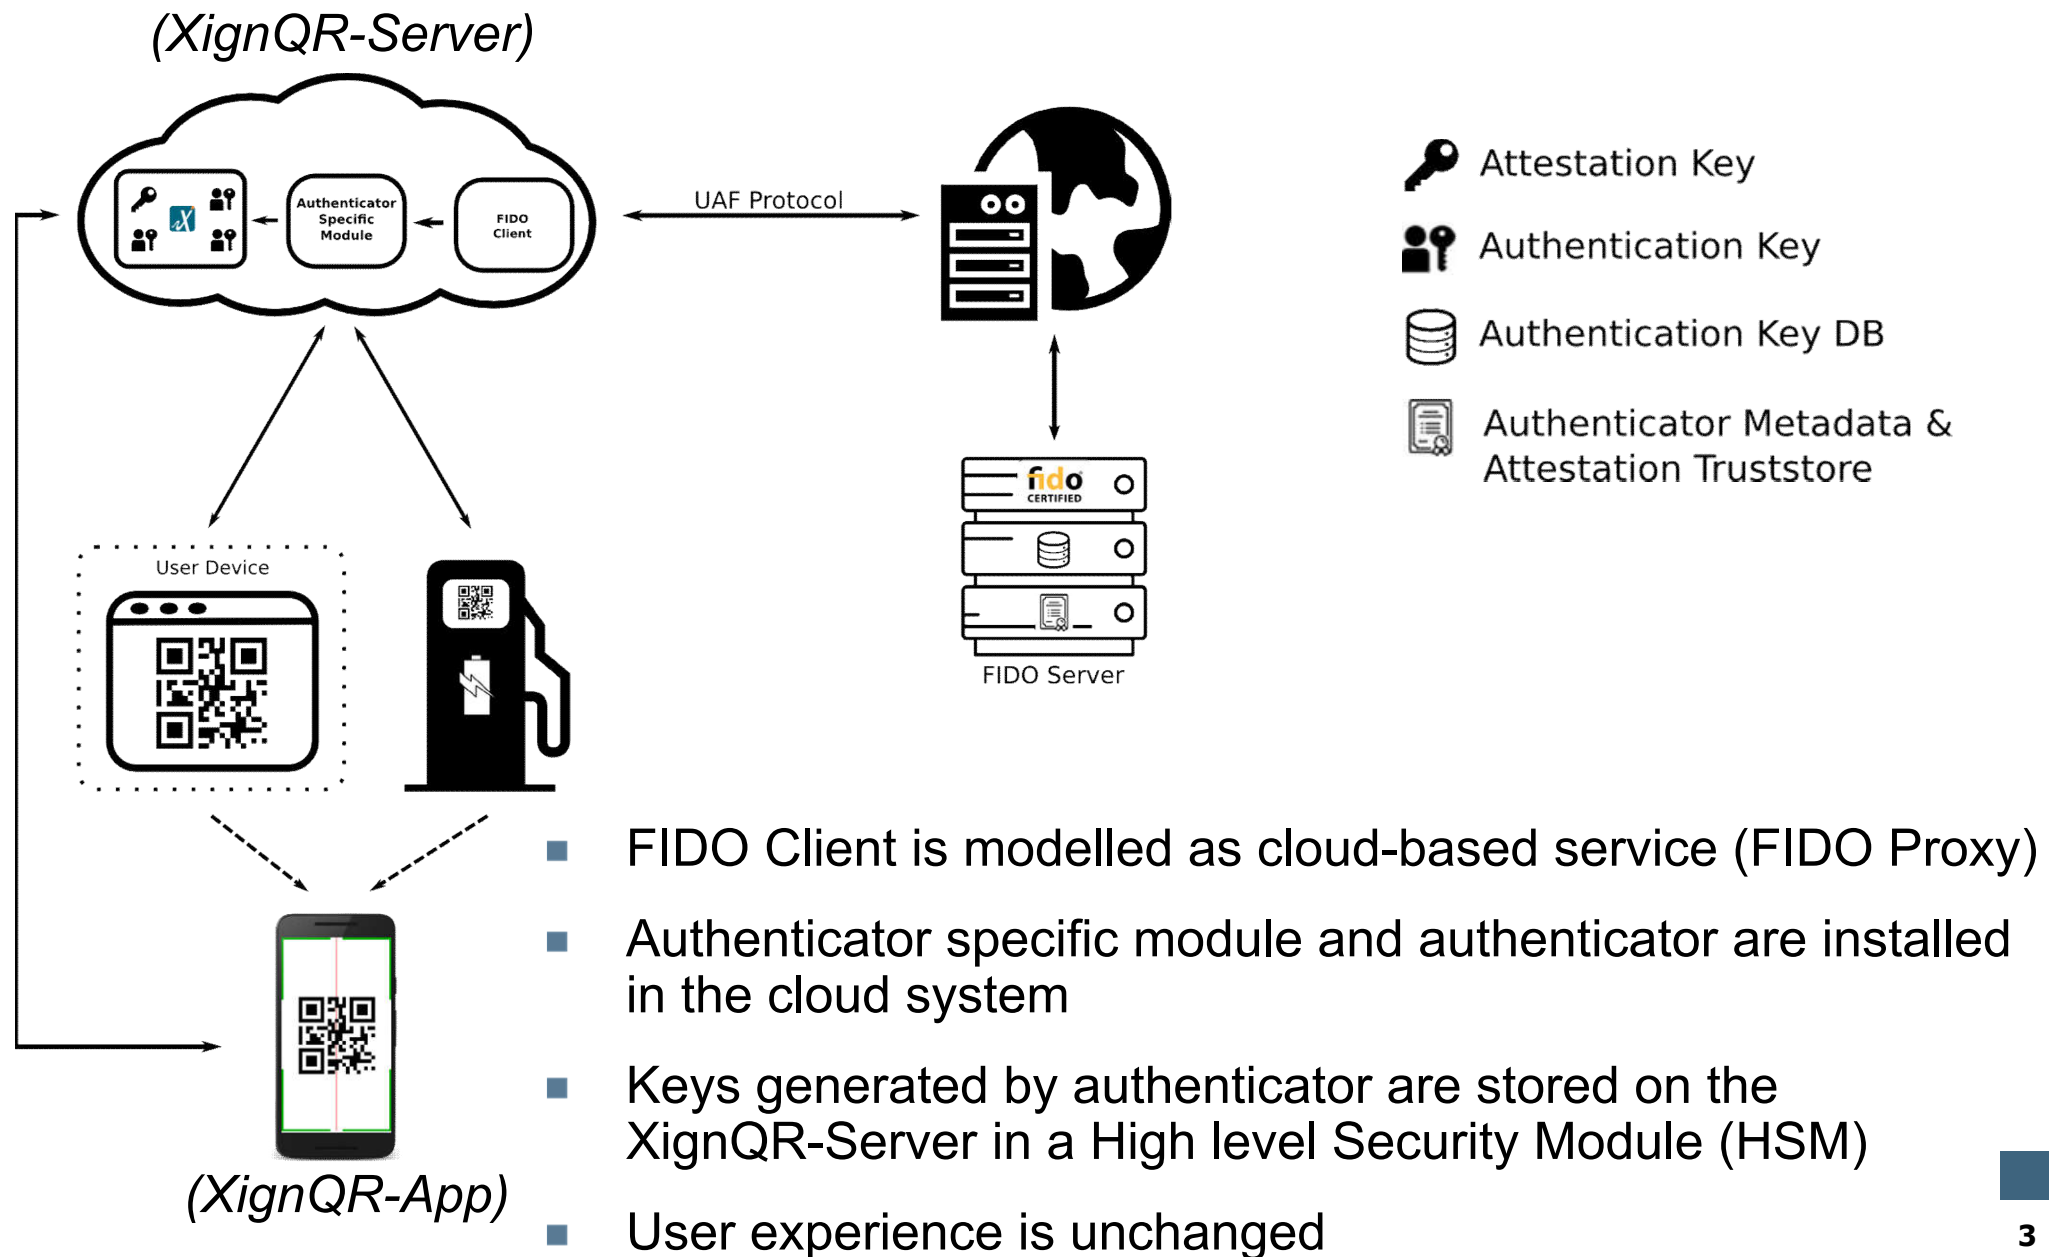 (XignQR-Server)
Authenticator
Specific
Module
FIDO
Client
UAF Protocol
Attestation Key
Authentication Key
Authentication Key DB
Authenticator Metadata &
Attestation Truststore
fido
CERTIFIED
FIDO Server
User Device
X
(XignQR-App)
FIDO Client is modelled as cloud-based service (FIDO Proxy)
Authenticator specific module and authenticator are installed
in the cloud system
Keys generated by authenticator are stored on the
XignQR-Server in a High level Security Module (HSM)
User experience is unchanged
3